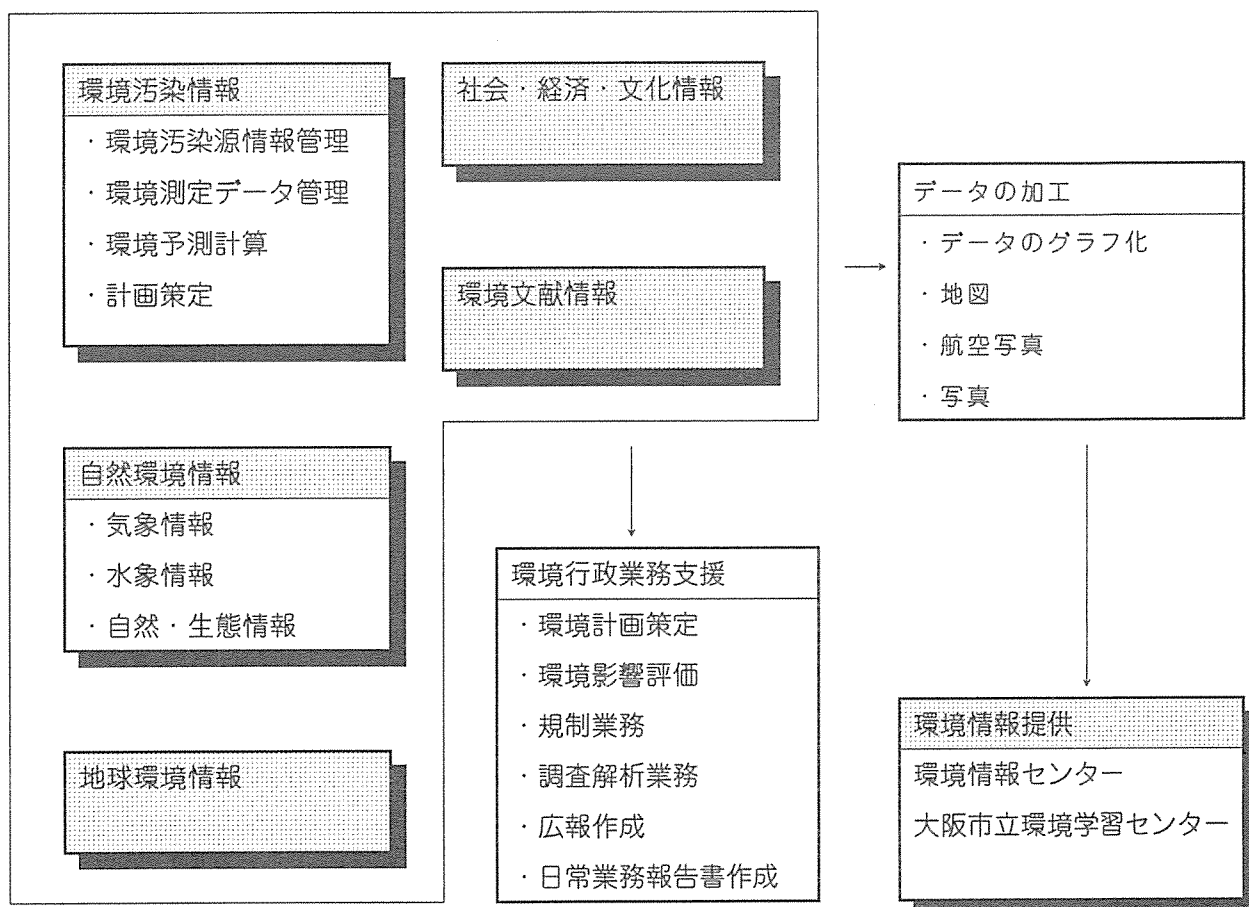 環境汚染情報
・環境汚染源情報管理
・環境測定データ管理
・環境予測計算
・計画策定
社会・経済・文化情報
環境文献情報
自然環境情報
・気象情報
・水象情報
・自然・生態情報
地球環境情報
環境行政業務支援
・環境計画策定
・環境影響評価
・規制業務
・調査解析業務
・広報作成
・日常業務報告書作成
データの加工
・データのグラフ化
・地図
・航空写真
・写真
環境情報提供
環境情報センター
大阪市立環境学習センター